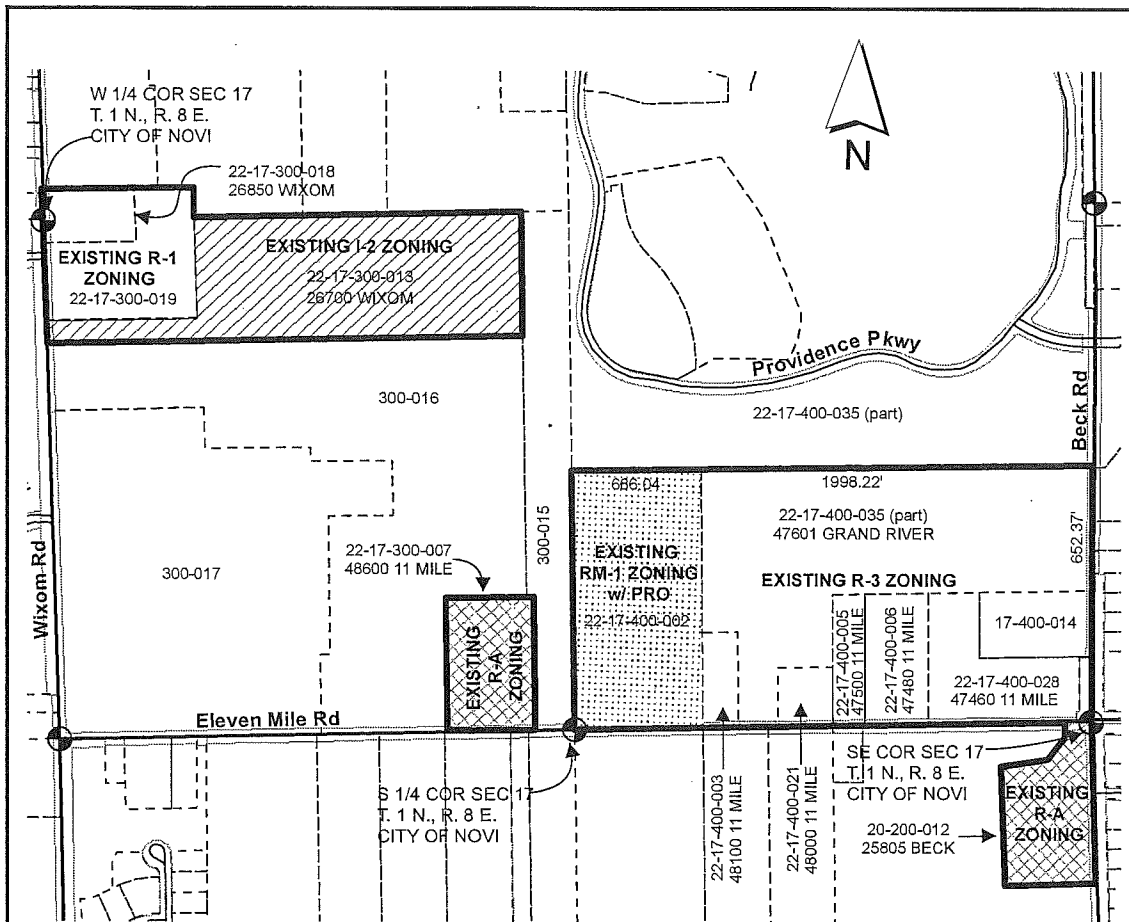 W 1/4 COR SEC 17
T. 1 N., R. 8 E.
CITY OF NOVI
22-17-300-018
26850 WIXOM
N
EXISTING R-1
ZONING
22-17-300-019
EXISTING I-2 ZONING
22-17-300-013
26700 WIXOM
Providence Pkwy
Beck Rd
300-016
22-17-400-035 (part)
666.04
1998.22'
22-17-400-035 (part)
47601 GRAND RIVER
652.37'
300-015
Wixom Rd
300-017
22-17-300-007
48600 11 MILE
EXISTING
RM-1 ZONING
w/ PRO
22-17-400-002
EXISTING R-3 ZONING
EXISTING
R-A
ZONING
22-17-400-005
47500 11 MILE
22-17-400-006
47480 11 MILE
17-400-014
22-17-400-028
47460 11 MILE
Eleven Mile Rd
S 1/4 COR SEC 17
T. 1 N., R. 8 E.
CITY OF NOVI
22-17-400-003
48100 11 MILE
22-17-400-021
48000 11 MILE
SE COR SEC 17
T. 1 N., R. 8 E.
CITY OF NOVI
20-200-012
25805 BECK
EXISTING
R-A
ZONING